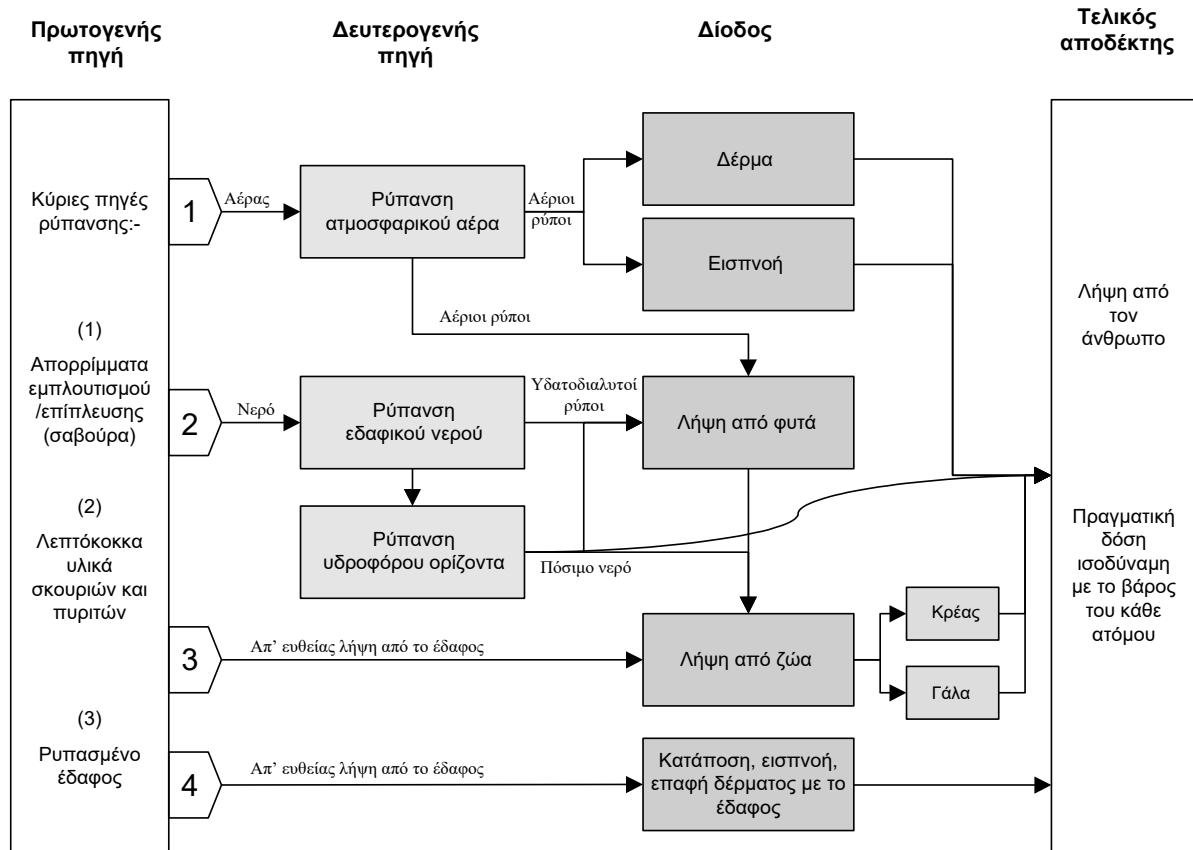 Πρωτογενής
πηγή
Δευτερογενής
πηγή
Δίοδος
Τελικός
αποδέκτης
Κύριες πηγές
ρύπανσης:-
(1)
Απορρίμματα
εμπλουτισμού
/επίπλευσης
(σαβούρα)
(2)
Λεπτόκοκκα
υλικά
σκουριών και
πυριτών
(3)
Ρυπασμένο
έδαφος
1
Αέρας
Ρύπανση
ατμοσφαρικού αέρα
Αέριοι
ρύποι
Δέρμα
Εισπνοή
Αέριοι ρύποι
2
Νερό
Ρύπανση
εδαφικού νερού
Υδατοδιαλυτοί
ρύποι
Λήψη από φυτά
Ρύπανση
υδροφόρου ορίζοντα
Πόσιμο νερό
3
Απ’ ευθείας λήψη από το έδαφος
Λήψη από ζώα
Κρέας
Γάλα
4
Απ’ ευθείας λήψη από το έδαφος
Κατάποση, εισπνοή,
επαφή δέρματος με το
έδαφος
Λήψη από
τον
άνθρωπο
Πραγματική
δόση
ισοδύναμη
με το βάρος
του κάθε
ατόμου